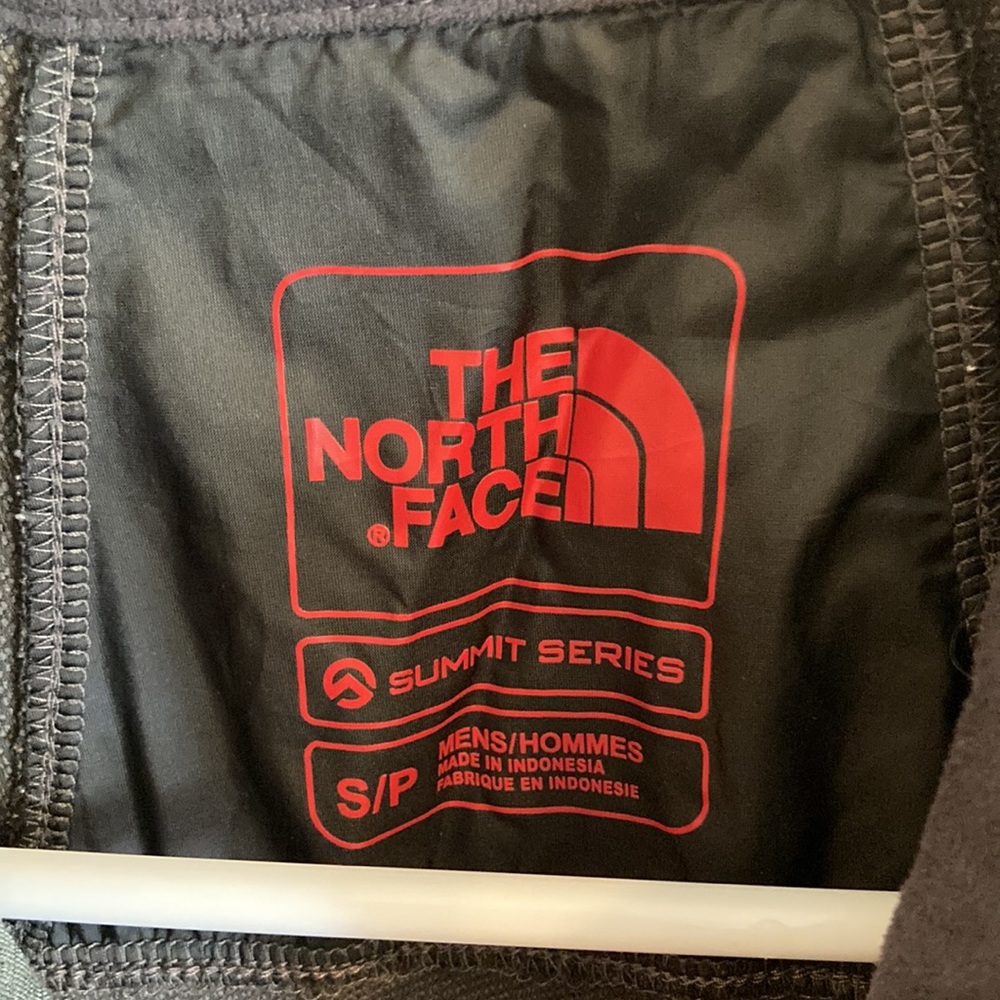 THE
NORTH
FACE
®
SUMMIT SERIES
S/P
MENS/HOMMES
MADE IN INDONESIA
FABRIQUE EN INDONESIE